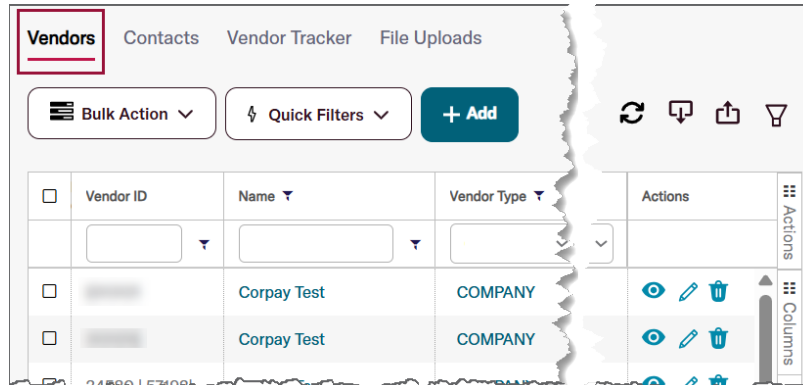 Vendors Contacts Vendor Tracker File Uploads
Bulk Action Quick Filters + Add
Vendor ID Name Vendor Type Actions
Actions
Corpay Test COMPANY
Columns
Corpay Test COMPANY